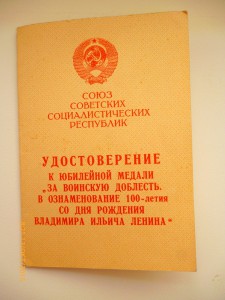 СОЮЗ
СОВЕТСКИХ
СОЦИАЛИСТИЧЕСКИХ
РЕСПУБЛИК
УДОСТОВЕРЕНИЕ
К ЮБИЛЕЙНОЙ МЕДАЛИ
„ЗА ВОИНСКУЮ ДОБЛЕСТЬ.
В ОЗНАМЕНОВАНИЕ 100-летия
СО ДНЯ РОЖДЕНИЯ
ВЛАДИМИРА ИЛЬИЧА ЛЕНИНА“